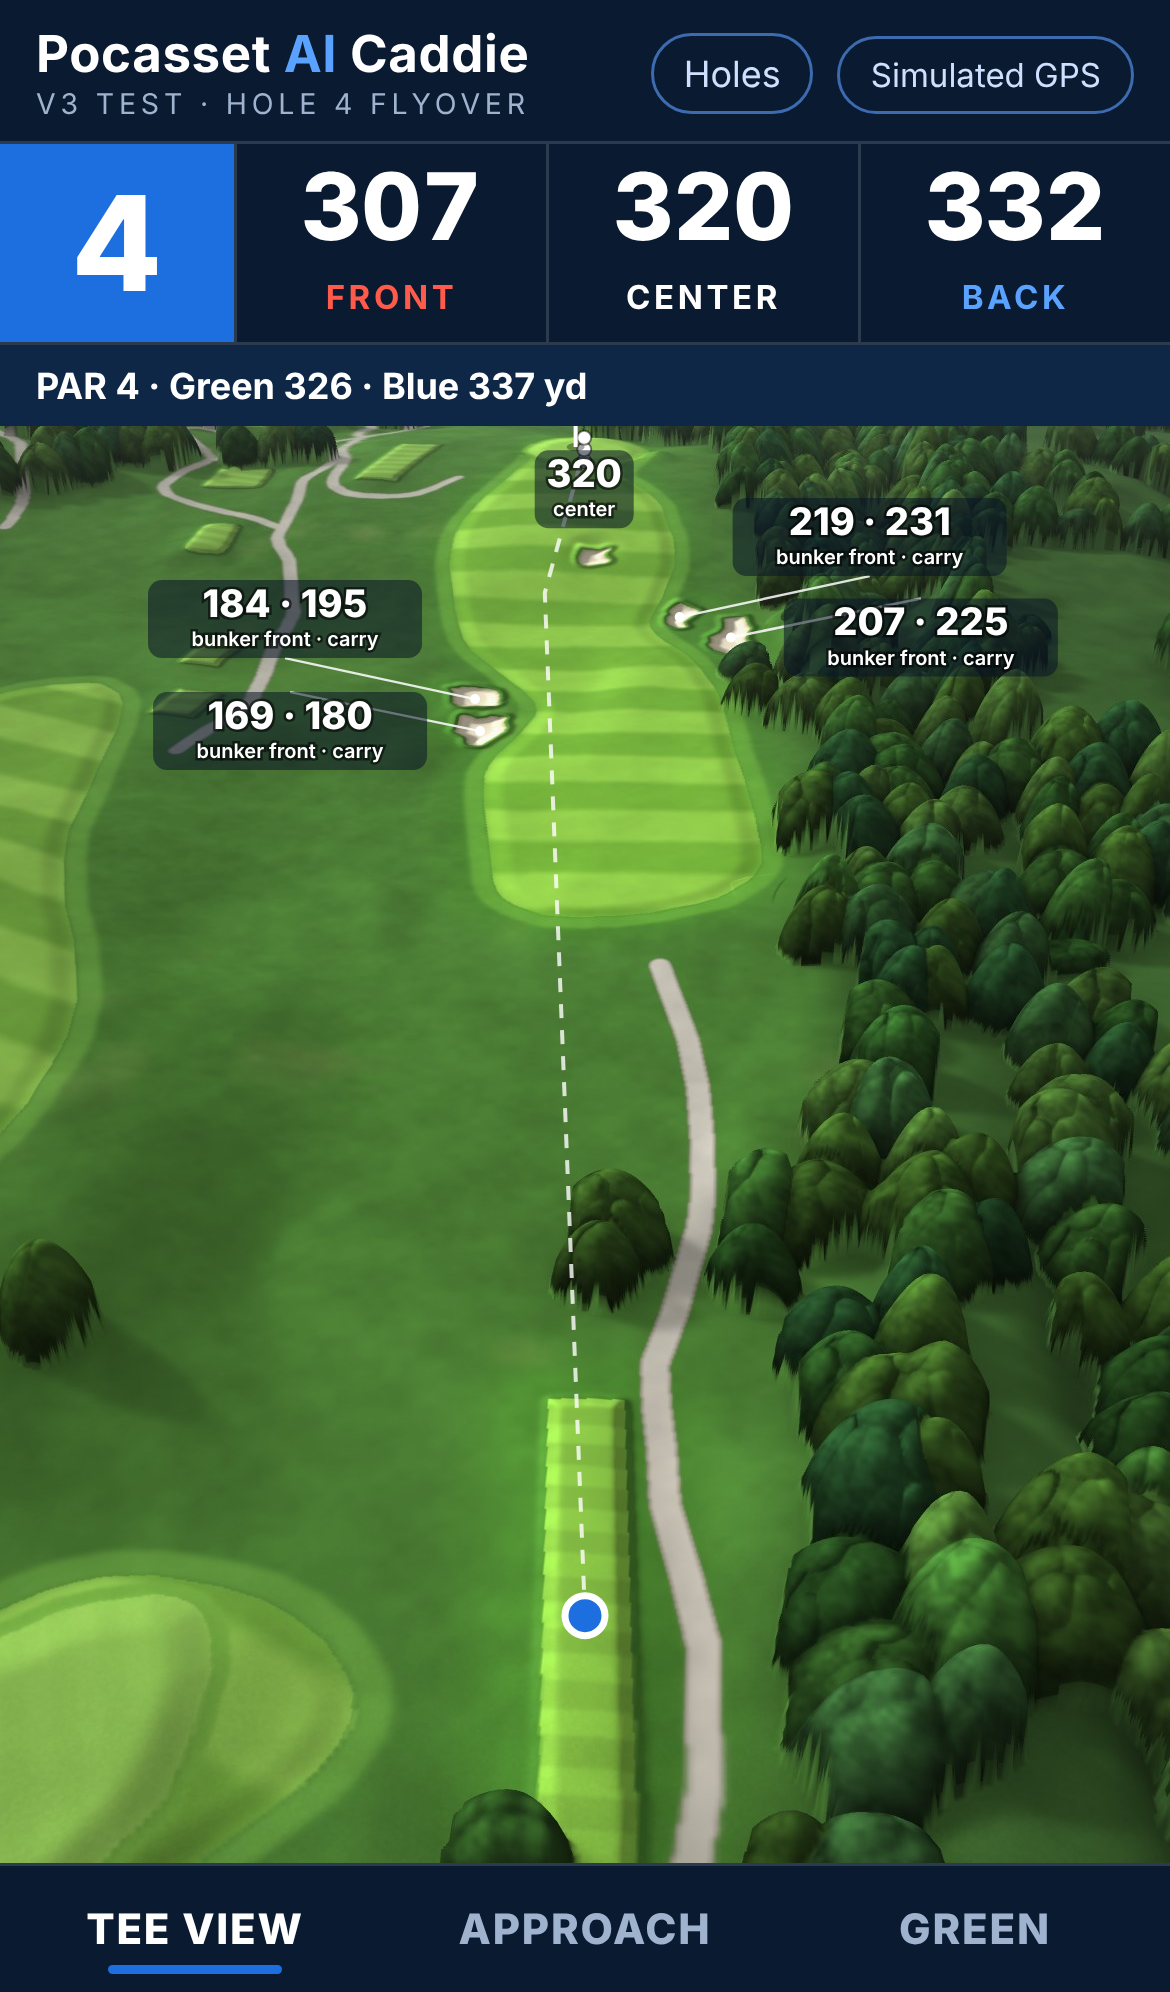 Pocasset AI Caddie
V3 TEST · HOLE 4 FLYOVER
Holes
Simulated GPS
4
307
FRONT
320
CENTER
332
BACK
PAR 4 · Green 326 · Blue 337 yd
320
center
219 · 231
bunker front · carry
184 · 195
bunker front · carry
207 · 225
bunker front · carry
169 · 180
bunker front · carry
TEE VIEW
APPROACH
GREEN